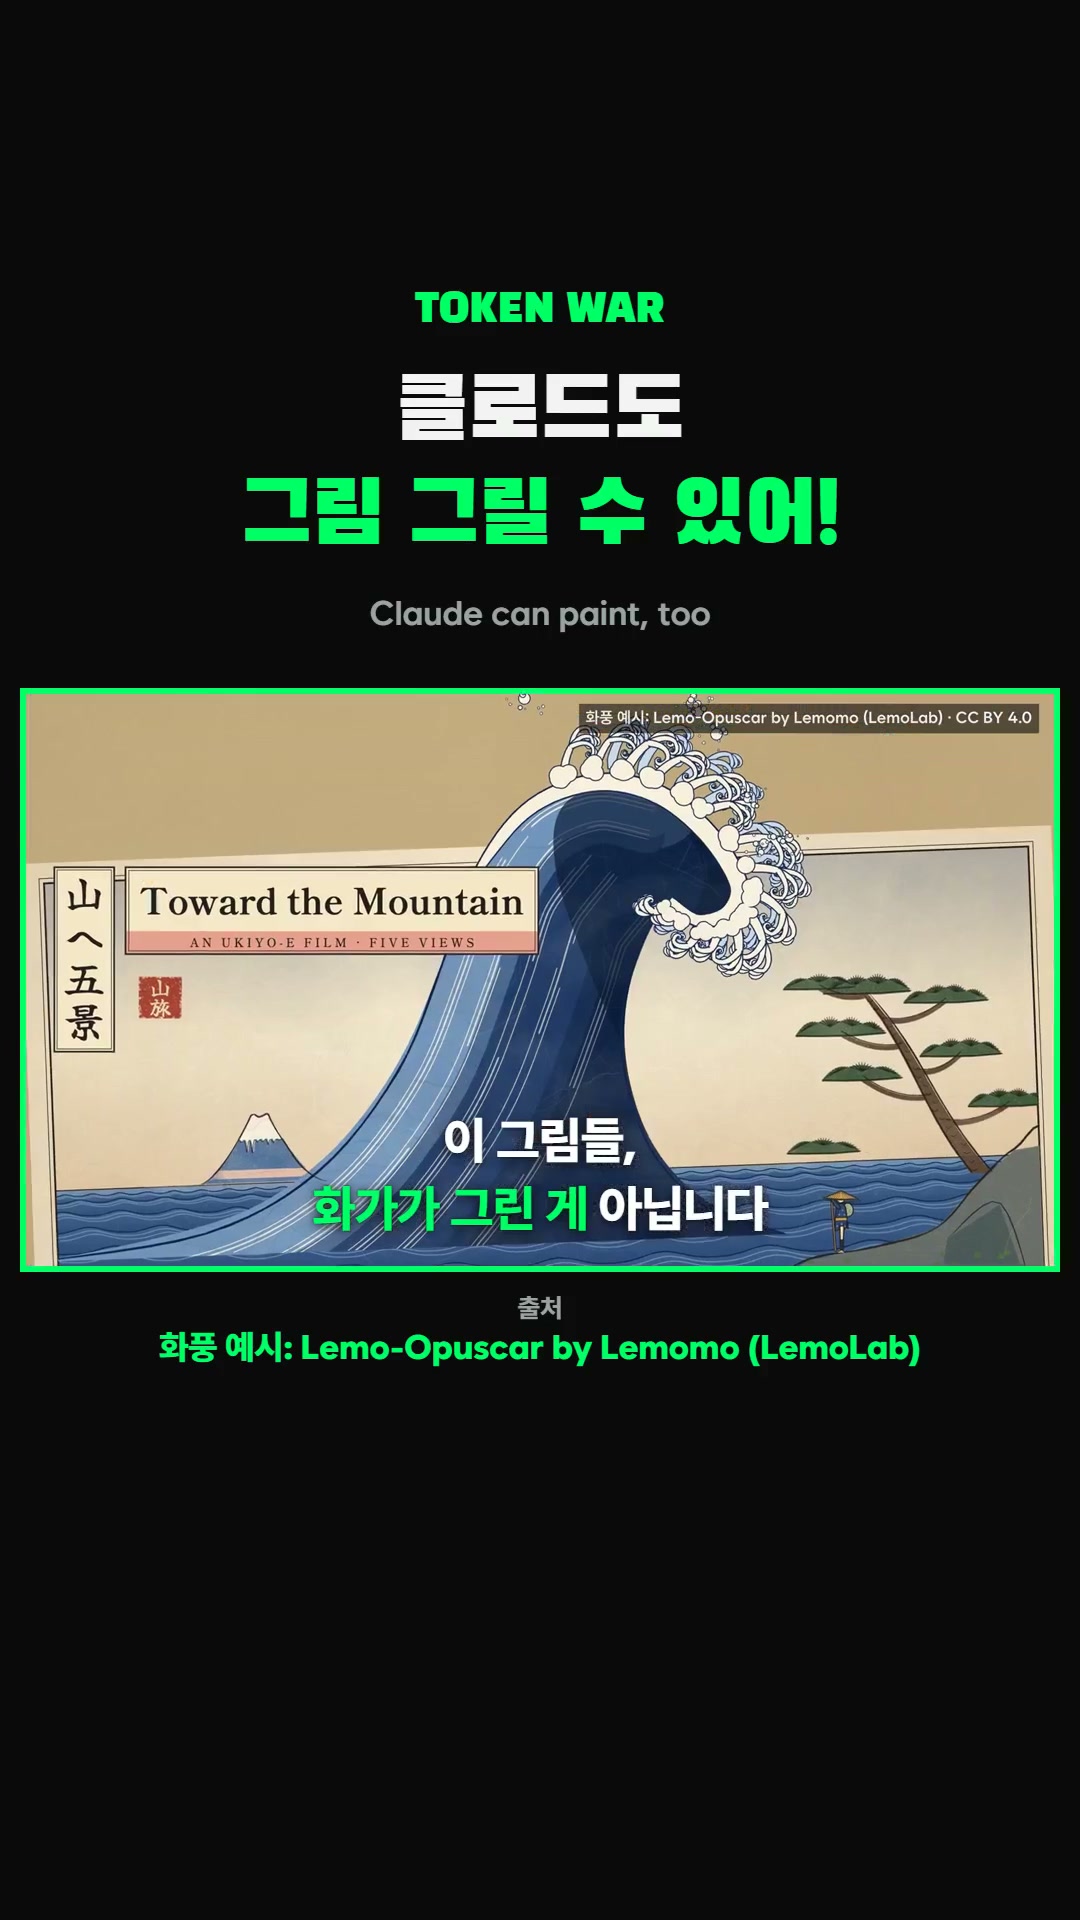 TOKEN WAR
클로드도
그림 그릴 수 있어!
Claude can paint, too
화풍 예시: Lemo-Opuscar by Lemomo (LemoLab) · CC BY 4.0
山へ五景
Toward the Mountain
AN UKIYO-E FILM · FIVE VIEWS
山旅
이 그림들,
화가가 그린 게 아닙니다
출처
화풍 예시: Lemo-Opuscar by Lemomo (LemoLab)